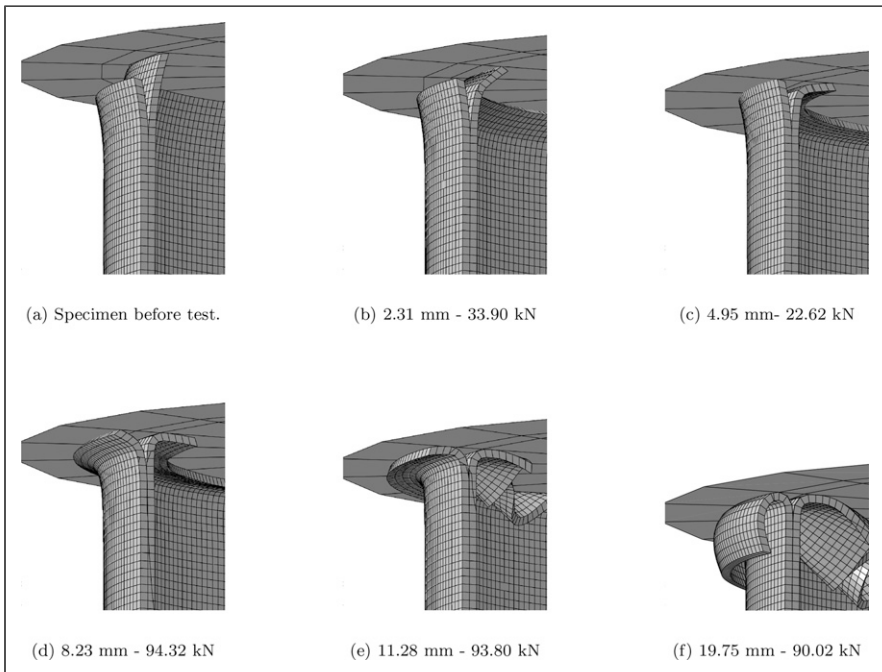 (a) Specimen before test.
(b) 2.31 mm - 33.90 kN
(c) 4.95 mm- 22.62 kN
(d) 8.23 mm - 94.32 kN
(e) 11.28 mm - 93.80 kN
(f) 19.75 mm - 90.02 kN